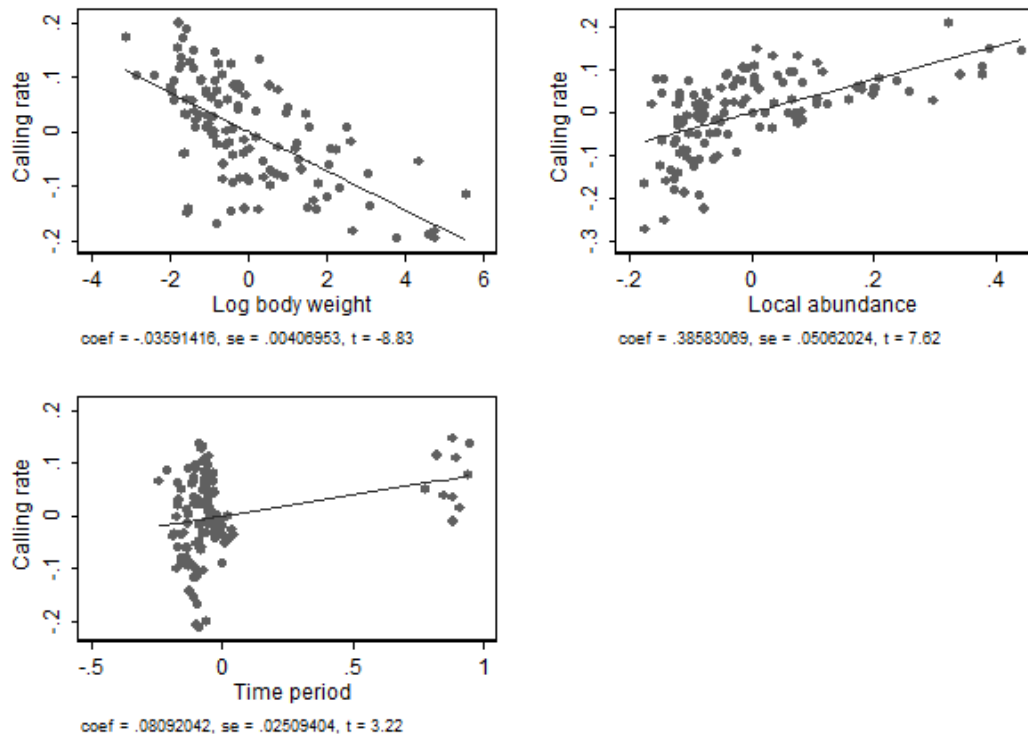 Calling rate
.2
.1
0
-.1
-.2
-4 -2 0 2 4 6
Log body weight
coef = -.03591416, se = .00406953, t = -8.83
Calling rate
.2
.1
0
-.1
-.2
-.3
-.2 0 .2 .4
Local abundance
coef = .38583069, se = .05062024, t = 7.62
Calling rate
.2
.1
0
-.1
-.2
-.5 0 .5 1
Time period
coef = .08092042, se = .02509404, t = 3.22